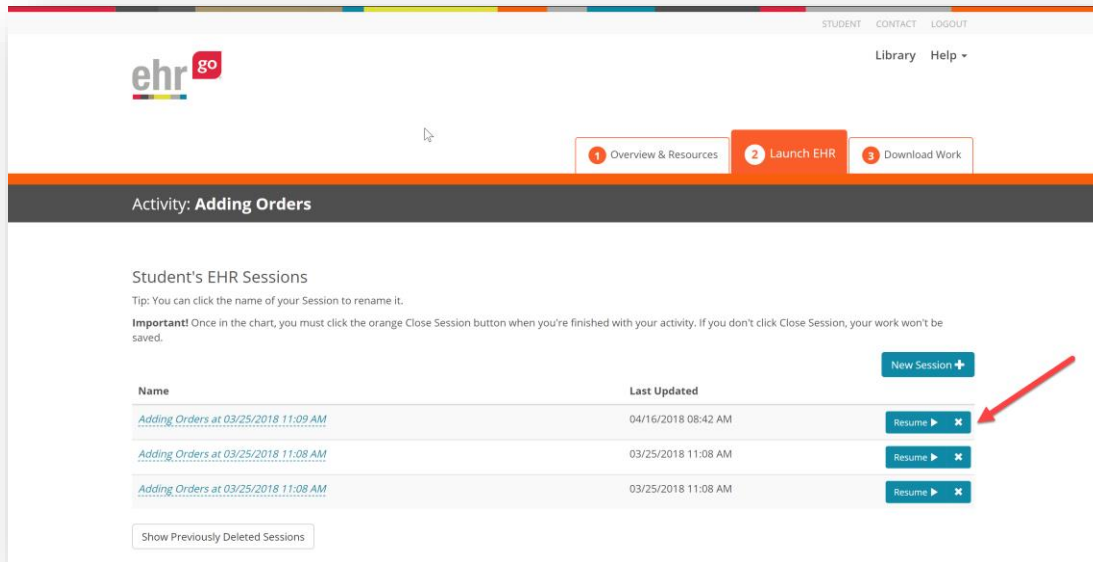 STUDENT CONTACT LOGOUT
ehr go
Library Help
1 Overview & Resources 2 Launch EHR 3 Download Work
Activity: Adding Orders
Student's EHR Sessions
Tip: You can click the name of your Session to rename it.
Important! Once in the chart, you must click the orange Close Session button when you're finished with your activity. If you don't click Close Session, your work won't be
saved.
New Session
Name Last Updated
Adding Orders at 03/25/2018 11:09 AM 04/16/2018 08:42 AM Resume
Adding Orders at 03/25/2018 11:08 AM 03/25/2018 11:08 AM Resume
Adding Orders at 03/25/2018 11:08 AM 03/25/2018 11:08 AM Resume
Show Previously Deleted Sessions